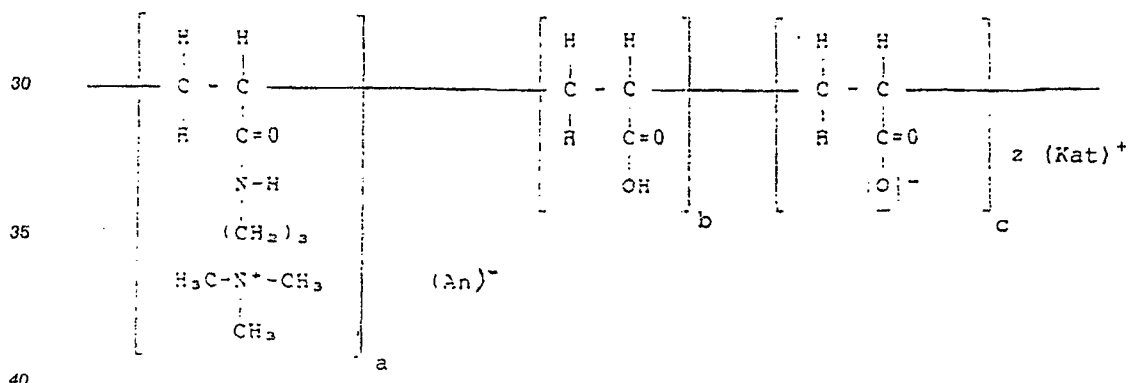 H H H H H H
30 C - C C - C C - C
H C=O H C=O H C=O z (Kat)⁺
N-H OH |O|⁻
b c
35 (CH₂)₃
H₃C-N⁺-CH₃ (An)⁻
CH₃
a
40